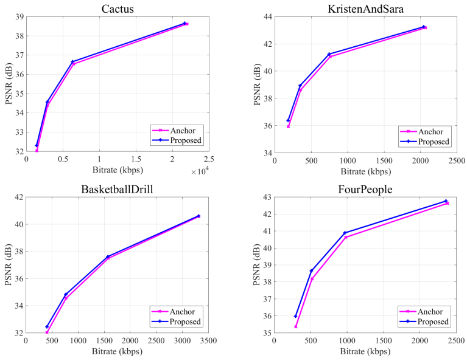 Cactus
39
38
37
36
35
34
33
32
PSNR (dB)
0 0.5 1 1.5 2 2.5
Bitrate (kbps)
×10⁴
Anchor
Proposed
KristenAndSara
44
42
40
38
36
34
PSNR (dB)
0 500 1000 1500 2000 2500
Bitrate (kbps)
Anchor
Proposed
BasketballDrill
42
40
38
36
34
32
PSNR (dB)
0 500 1000 1500 2000 2500 3000 3500
Bitrate (kbps)
Anchor
Proposed
FourPeople
43
42
41
40
39
38
37
36
35
PSNR (dB)
0 500 1000 1500 2000 2500
Bitrate (kbps)
Anchor
Proposed